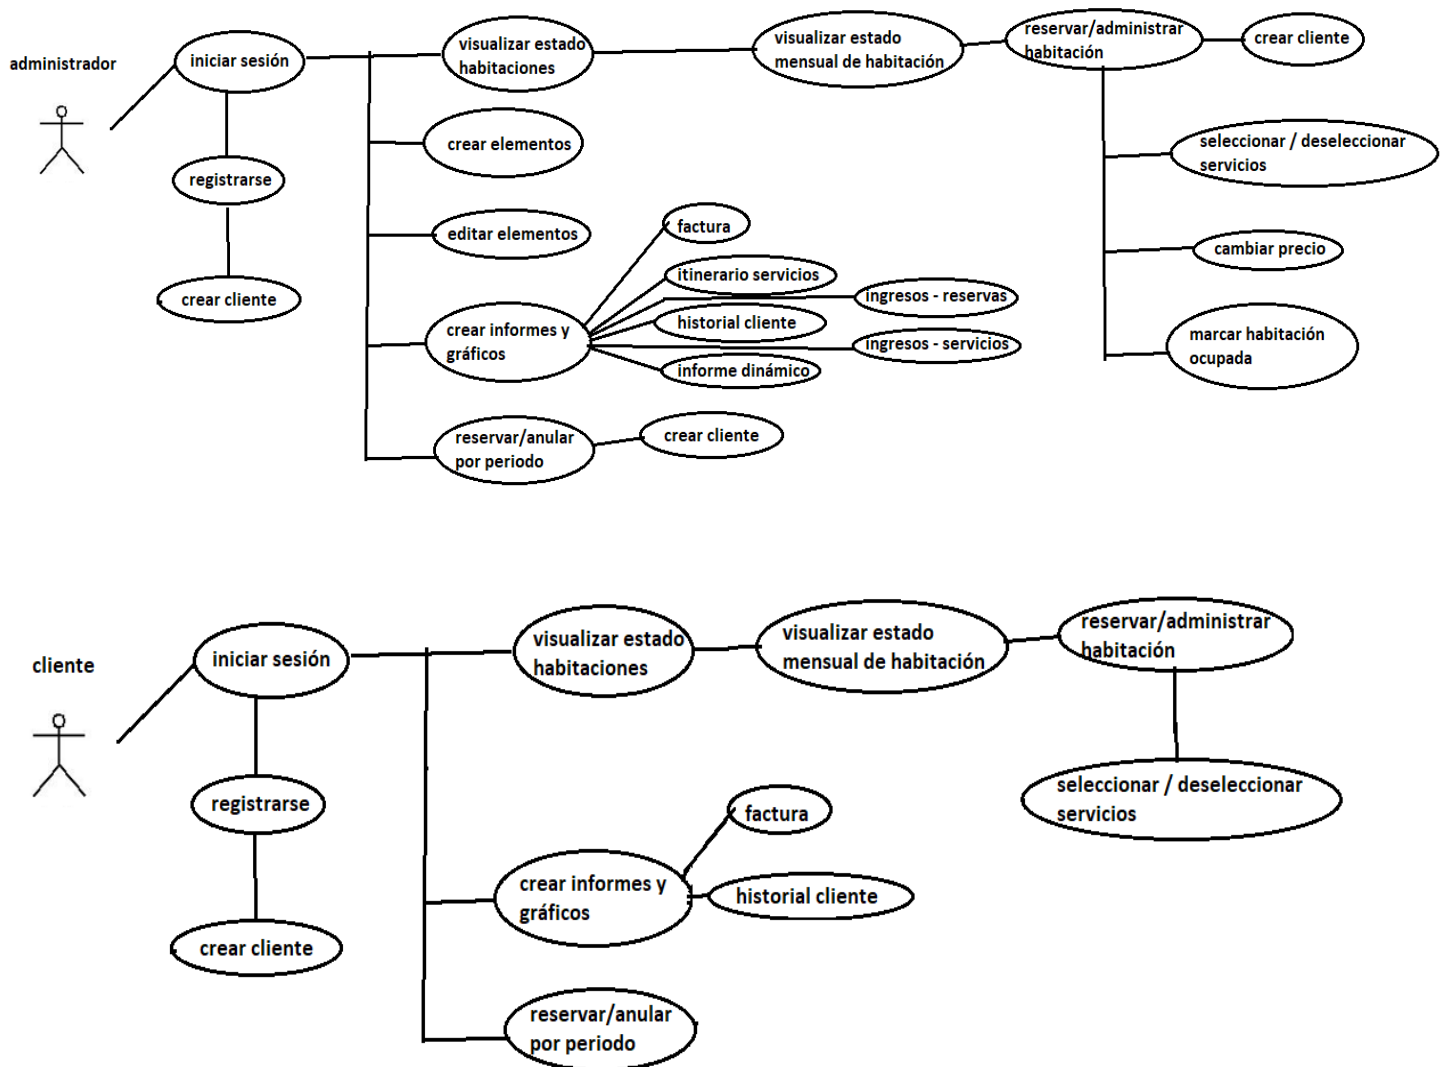 administrador
iniciar sesión
registrarse
crear cliente
visualizar estado
habitaciones
visualizar estado
mensual de habitación
reservar/administrar
habitación
crear cliente
seleccionar / deseleccionar
servicios
cambiar precio
marcar habitación
ocupada
crear elementos
editar elementos
crear informes y
gráficos
factura
itinerario servicios
ingresos - reservas
historial cliente
ingresos - servicios
informe dinámico
reservar/anular
por periodo
crear cliente
cliente
iniciar sesión
registrarse
crear cliente
visualizar estado
habitaciones
visualizar estado
mensual de habitación
reservar/administrar
habitación
seleccionar / deseleccionar
servicios
crear informes y
gráficos
factura
historial cliente
reservar/anular
por periodo